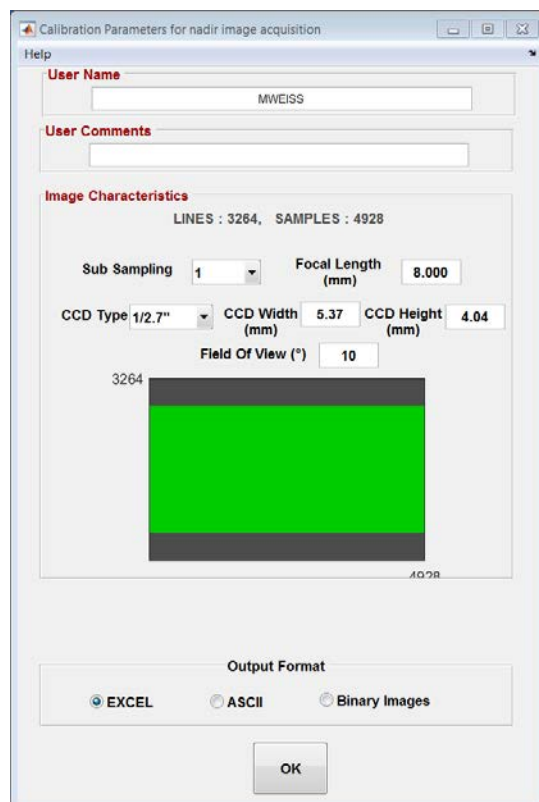 Calibration Parameters for nadir image acquisition
Help
User Name
MWEISS
User Comments
Image Characteristics
LINES : 3264, SAMPLES : 4928
Sub Sampling 1 Focal Length (mm) 8.000
CCD Type 1/2.7" CCD Width (mm) 5.37 CCD Height (mm) 4.04
Field Of View (°) 10
3264
4928
Output Format
EXCEL ASCII Binary Images
OK